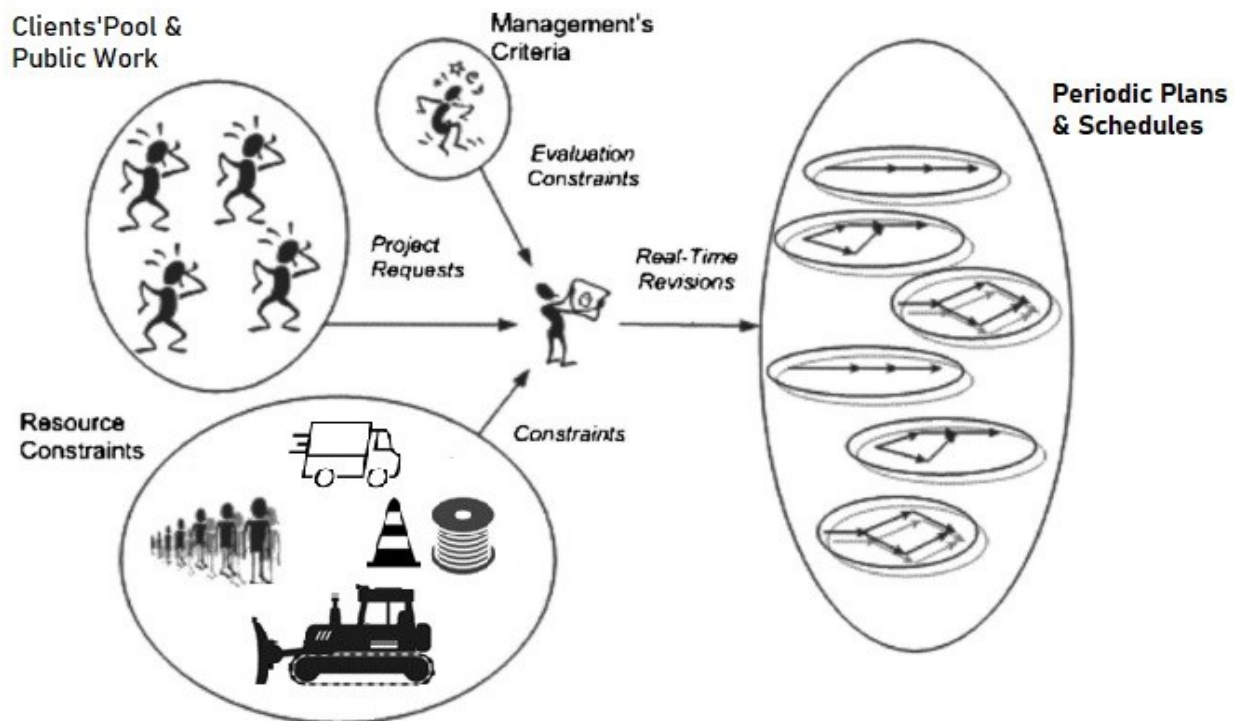 Clients'Pool &
Public Work
Management's
Criteria
Periodic Plans
& Schedules
Evaluation
Constraints
Project
Requests
Real-Time
Revisions
Resource
Constraints
Constraints